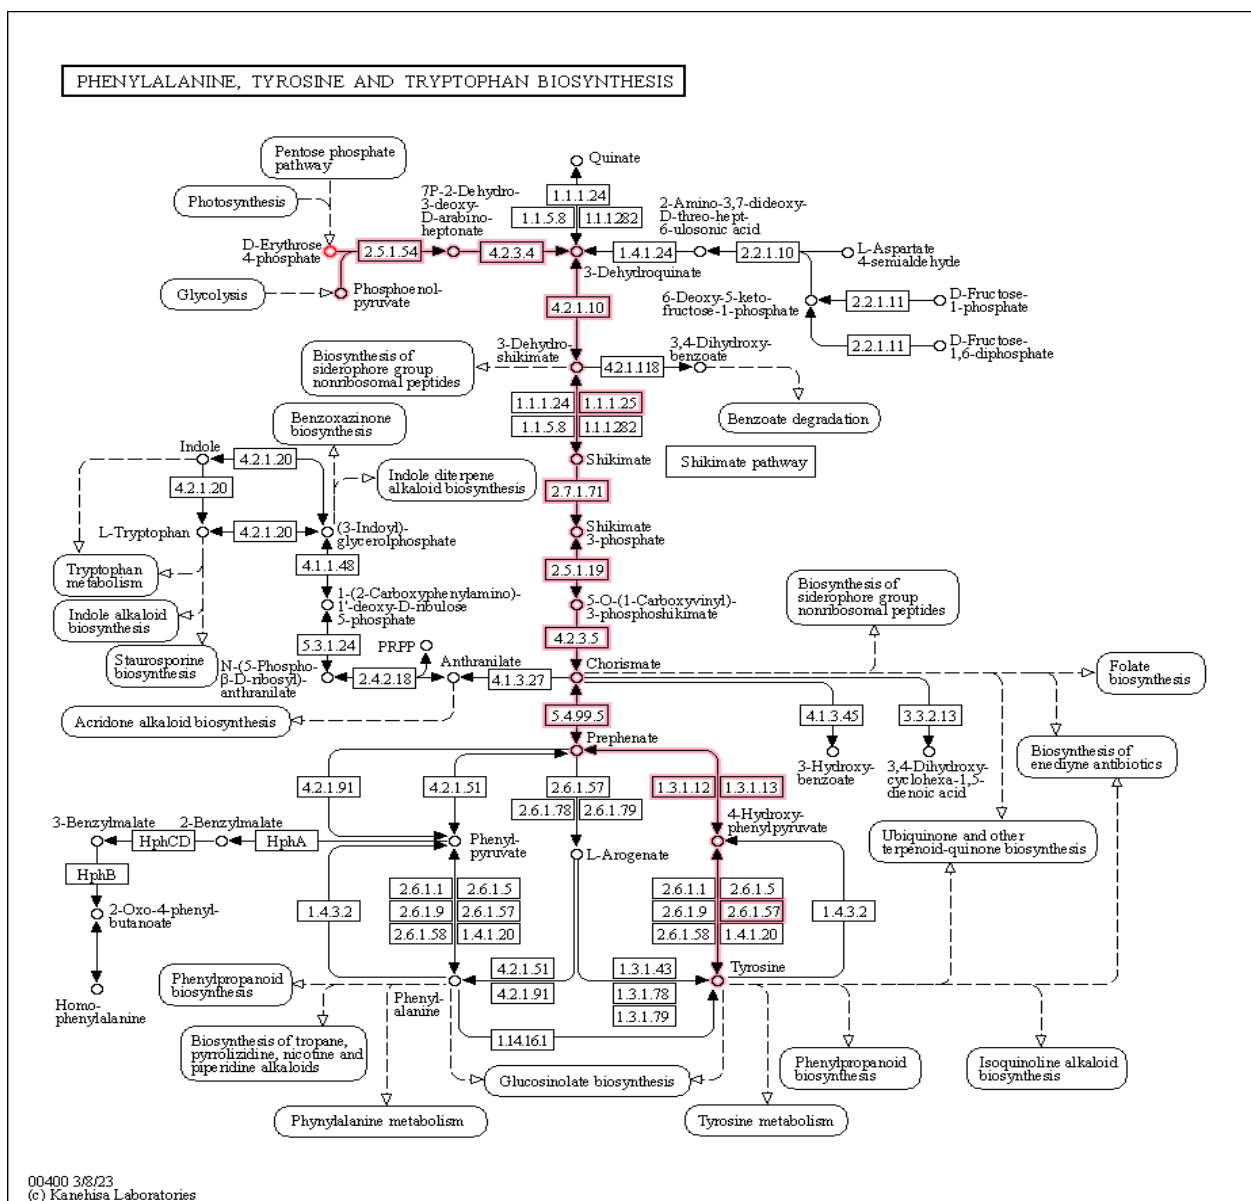 PHENYLALANINE, TYROSINE AND TRYPTOPHAN BIOSYNTHESIS
Pentose phosphate
pathway
Photosynthesis
D-Erythrose
4-phosphate
Glycolysis
Phosphoenol-
pyruvate
2.5.1.54
7P-2-Dehydro-
3-deoxy-
D-arabino-
heptonate
4.2.3.4
Quinate
1.1.1.24
1.1.5.8
1.1.1.282
3-Dehydroquinate
1.4.1.24
2-Amino-3,7-dideoxy-
D-threo-hept-
6-ulosonic acid
2.2.1.10
L-Aspartate
4-semialdehyde
6-Deoxy-5-keto-
fructose-1-phosphate
2.2.1.11
D-Fructose-
1-phosphate
2.2.1.11
D-Fructose-
1,6-diphosphate
4.2.1.10
3-Dehydro-
shikimate
Biosynthesis of
siderophore group
nonribosomal peptides
4.2.1.118
3,4-Dihydroxy-
benzoate
Benzoate degradation
1.1.1.24
1.1.1.25
1.1.5.8
1.1.1.282
Shikimate
Shikimate pathway
2.7.1.71
Shikimate
3-phosphate
2.5.1.19
5-O-(1-Carboxyvinyl)-
3-phosphoshikimate
4.2.3.5
Chorismate
Benzoxazinone
biosynthesis
Indole
4.2.1.20
4.2.1.20
Indole diterpene
alkaloid biosynthesis
L-Tryptophan
4.2.1.20
(3-Indoyl)-
glycerolphosphate
Tryptophan
metabolism
4.1.1.48
Indole alkaloid
biosynthesis
1-(2-Carboxyphenylamino)-
1'-deoxy-D-ribulose
5-phosphate
Staurosporine
biosynthesis
5.3.1.24
N-(5-Phospho-
β-D-ribosyl)-
anthranilate
PRPP
2.4.2.18
Anthranilate
4.1.3.27
Acridone alkaloid biosynthesis
Biosynthesis of
siderophore group
nonribosomal peptides
Folate
biosynthesis
5.4.99.5
4.1.3.45
3.3.2.13
Prephenate
3-Hydroxy-
benzoate
3,4-Dihydroxy-
cyclohexa-1,5-
dienoic acid
Biosynthesis of
enediyne antibiotics
4.2.1.91
4.2.1.51
2.6.1.57
2.6.1.78
2.6.1.79
1.3.1.12
1.3.1.13
4-Hydroxy-
phenylpyruvate
Ubiquinone and other
terpenoid-quinone biosynthesis
3-Benzylmalate
HphCD
2-Benzylmalate
HphA
Phenyl-
pyruvate
L-Arogenate
HphB
2-Oxo-4-phenyl-
butanoate
1.4.3.2
2.6.1.1
2.6.1.5
2.6.1.9
2.6.1.57
2.6.1.58
1.4.1.20
2.6.1.1
2.6.1.5
2.6.1.9
2.6.1.57
2.6.1.58
1.4.1.20
1.4.3.2
Homo-
phenylalanine
Phenylpropanoid
biosynthesis
4.2.1.51
4.2.1.91
1.3.1.43
1.3.1.78
1.3.1.79
Tyrosine
Phenyl-
alanine
1.14.16.1
Biosynthesis of tropane,
pyrrolizidine, nicotine and
piperidine alkaloids
Glucosinolate biosynthesis
Phenylpropanoid
biosynthesis
Isoquinoline alkaloid
biosynthesis
Phynylalanine metabolism
Tyrosine metabolism
00400 3/8/23
(c) Kanehisa Laboratories